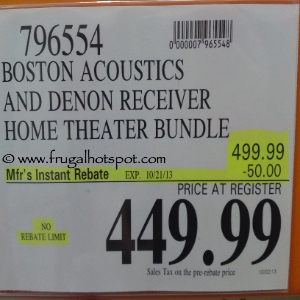 796554
0000007965548
BOSTON ACOUSTICS
AND DENON RECEIVER
HOME THEATER BUNDLE
www.frugalhotspot.com
499.99
Mfr's Instant Rebate EXP. 10/21/13 -50.00
PRICE AT REGISTER
NO
REBATE LIMIT
449.99
Sales Tax on the pre-rebate price